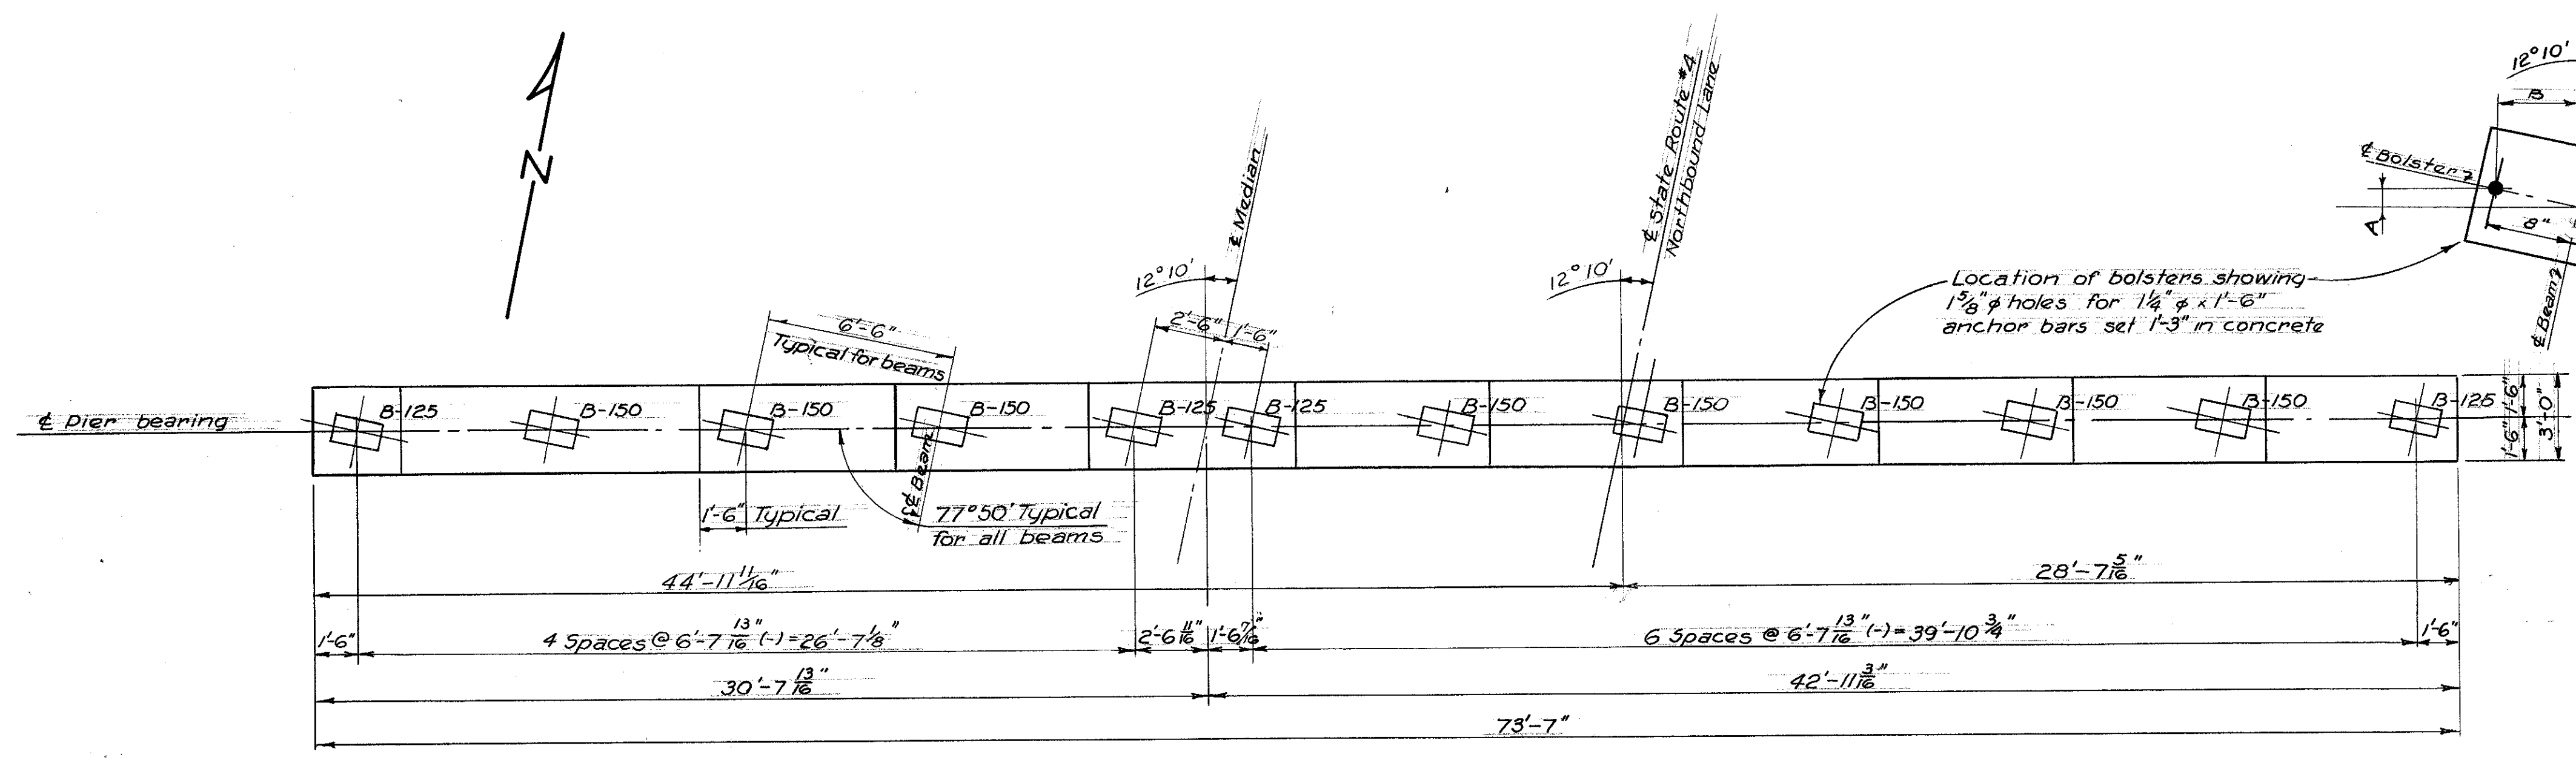 N
℄ Median
℄ State Route #4
Northbound Lane
12°10'
12°10'
12°10'
B
℄ Bolster
A
8"
℄ Beam
Location of bolsters showing
1 5/8" φ holes for 1 1/4" φ x 1'-6"
anchor bars set 1'-3" in concrete
6'-6"
Typical for beams
2'-6" 1'-6"
℄ Pier bearing
B-125 B-150 B-150 B-150 B-125 B-125 B-150 B-150 B-150 B-150 B-150 B-125
1'-6" 1'-6"
3'-0"
℄ Beam
1'-6" Typical
77°50' Typical
for all beams
44'-11 11/16" 28'-7 5/16"
1'-6" 4 Spaces @ 6'-7 13/16" (-) = 26'-7 1/8" 2'-6 11/16" 1'-6 7/16" 6 Spaces @ 6'-7 13/16" (-) = 39'-10 3/4" 1'-6"
30'-7 13/16" 42'-11 3/16"
73'-7"